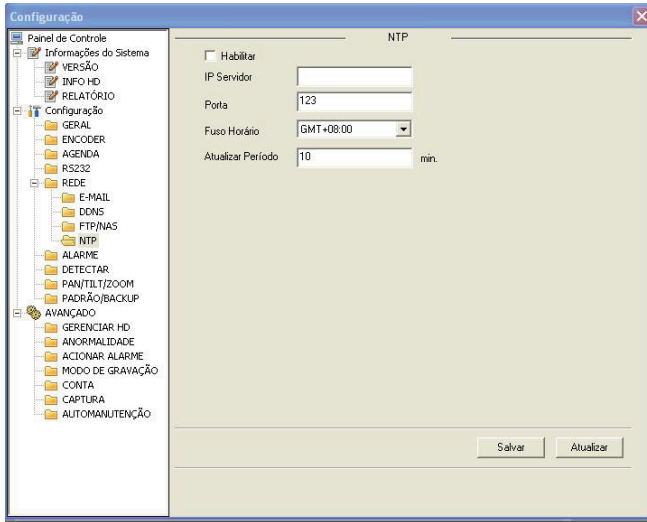 Configuração
Painel de Controle
Informações do Sistema
VERSÃO
INFO HD
RELATÓRIO
Configuração
GERAL
ENCODER
AGENDA
RS232
REDE
E-MAIL
DDNS
FTP/NAS
NTP
ALARME
DETECTAR
PAN/TILT/ZOOM
PADRÃO/BACKUP
AVANÇADO
GERENCIAR HD
ANORMALIDADE
ACIONAR ALARME
MODO DE GRAVAÇÃO
CONTA
CAPTURA
AUTOMANUTENÇÃO
NTP
Habilitar
IP Servidor
Porta 123
Fuso Horário GMT+08:00
Atualizar Período 10 min.
Salvar Atualizar